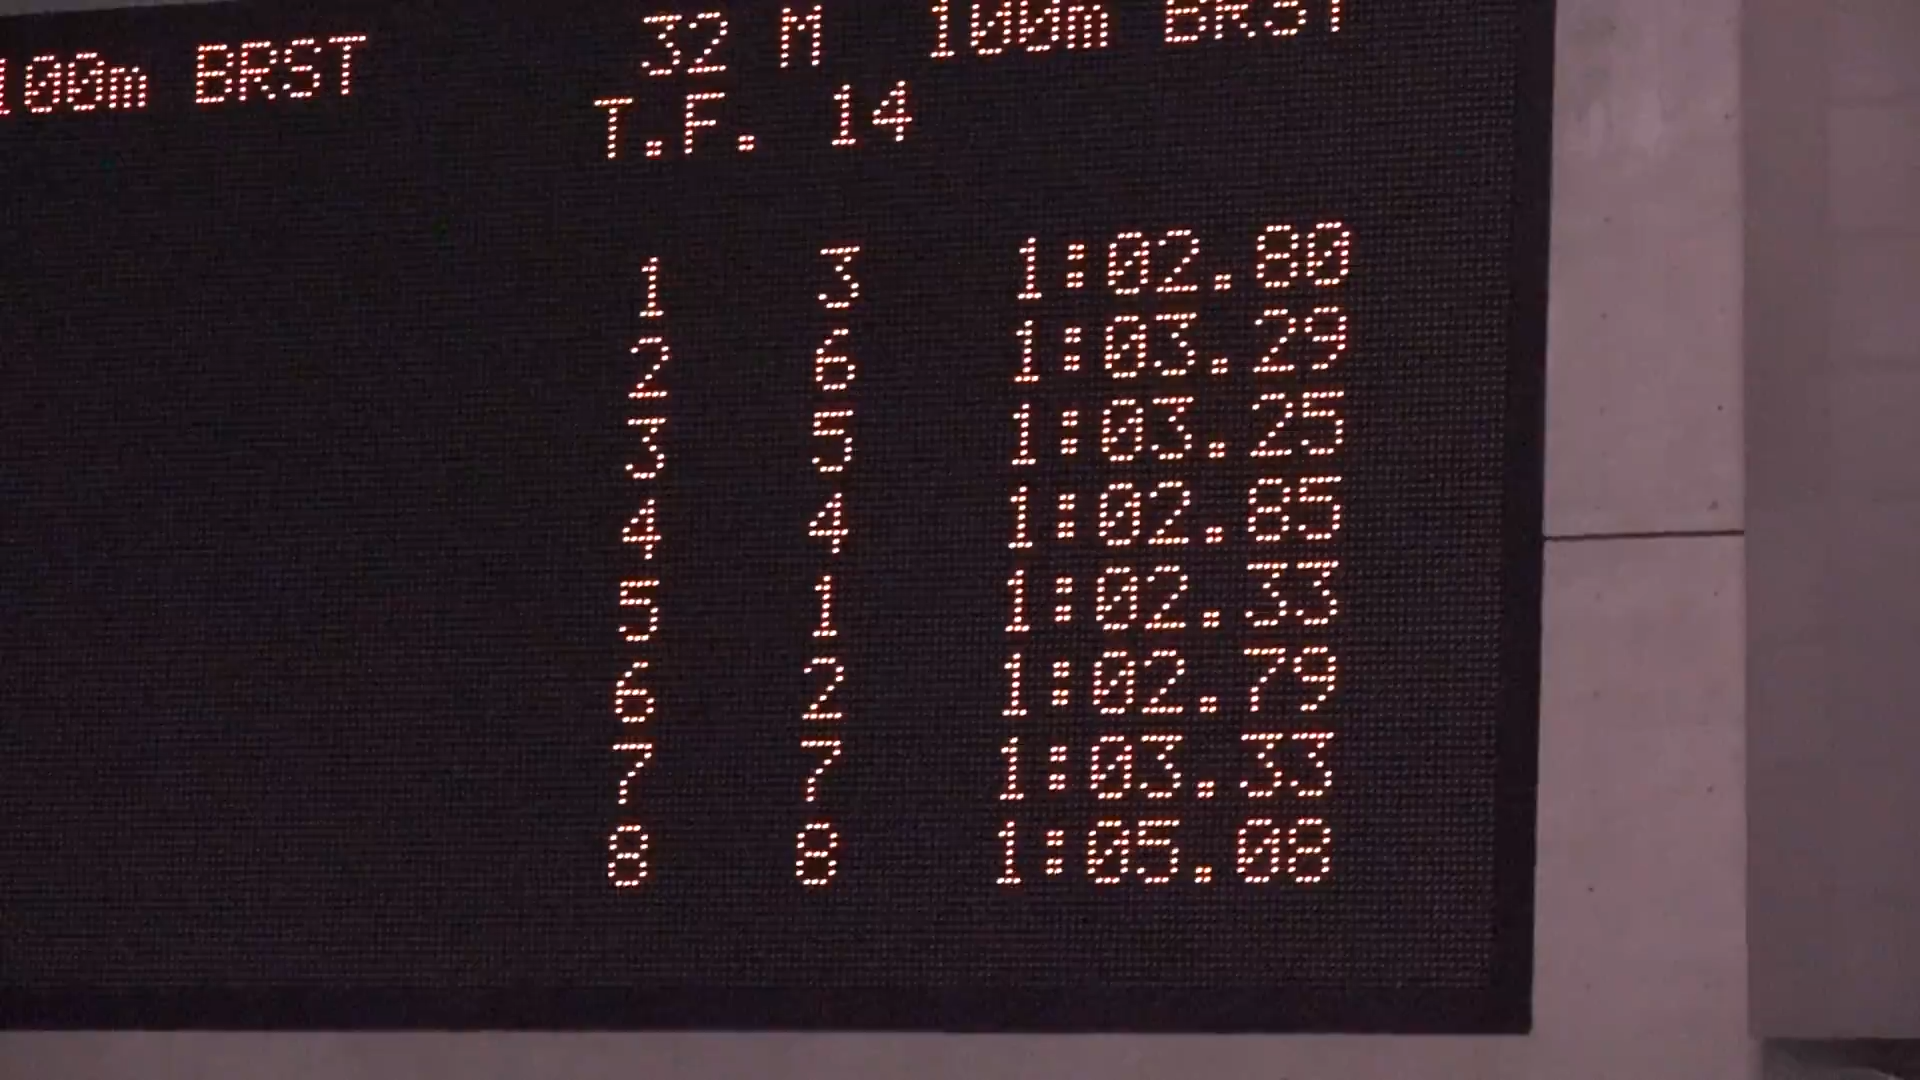 100m BRST
32 M 100m BRST
T.F. 14
1 3 1:02.80
2 6 1:03.29
3 5 1:03.25
4 4 1:02.85
5 1 1:02.33
6 2 1:02.79
7 7 1:03.33
8 8 1:05.08